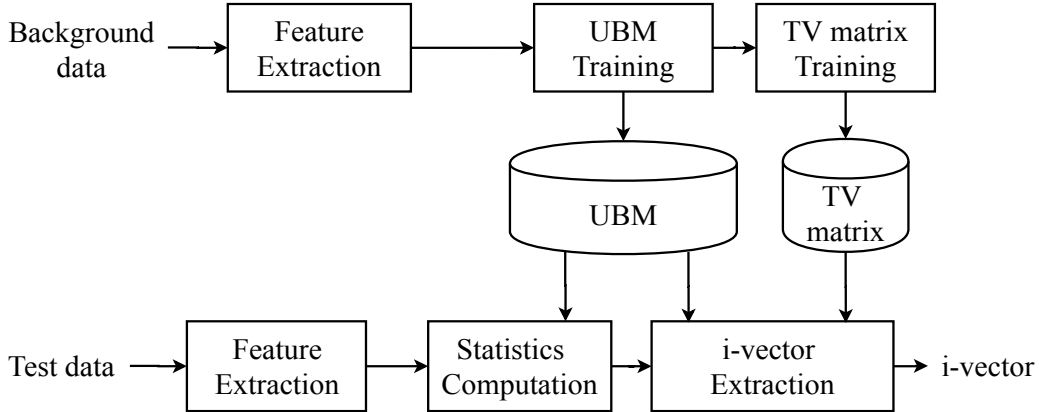 Background
data
Feature
Extraction
UBM
Training
TV matrix
Training
UBM
TV
matrix
Test data
Feature
Extraction
Statistics
Computation
i-vector
Extraction
i-vector